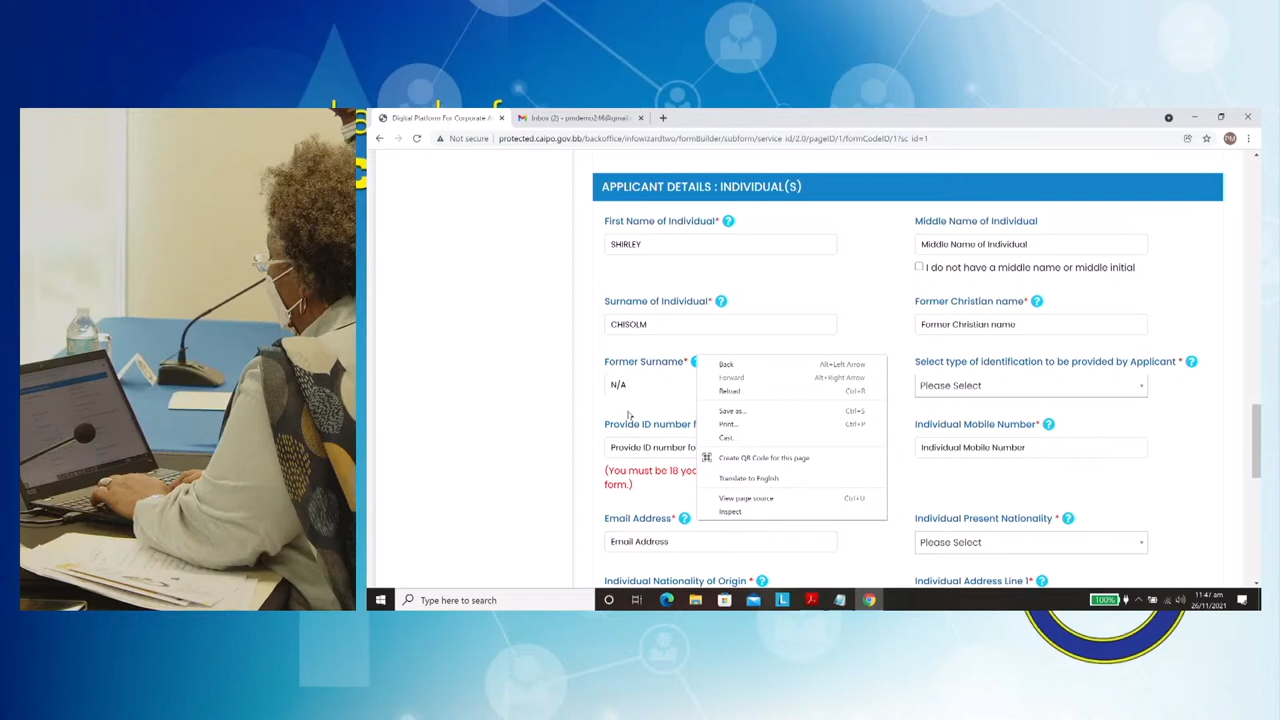 Digital Platform For Corporate A
Inbox (2) - pmdemo246@gmail.c
Not secure
protected.caipo.gov.bb/backoffice/infowizardtwo/formBuilder/subform/service_id/2.0/pageID/1/formCodeID/1?sc_id=1
PM
APPLICANT DETAILS : INDIVIDUAL(S)
First Name of Individual* ?
Middle Name of Individual
SHIRLEY
Middle Name of Individual
I do not have a middle name or middle initial
Surname of Individual* ?
Former Christian name* ?
CHISOLM
Former Christian name
Former Surname*
Select type of identification to be provided by Applicant * ?
N/A
Please Select
Provide ID number f
Individual Mobile Number* ?
Provide ID number fo
Individual Mobile Number
(You must be 18 yea
form.)
Back Alt+Left Arrow
Forward Alt+Right Arrow
Reload Ctrl+R
Save as... Ctrl+S
Print... Ctrl+P
Cast...
Create QR Code for this page
Translate to English
View page source Ctrl+U
Inspect
Email Address* ?
Individual Present Nationality * ?
Email Address
Please Select
Individual Nationality of Origin * ?
Individual Address Line 1* ?
Type here to search
100%
11:47 am
26/11/2021